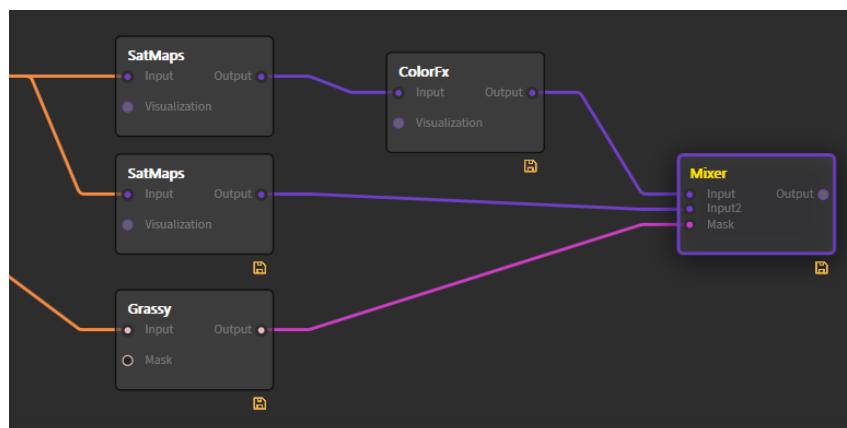 SatMaps
Input Output
Visualization
ColorFx
Input Output
Visualization
SatMaps
Input Output
Visualization
Mixer
Input Output
Input2
Mask
Grassy
Input Output
Mask